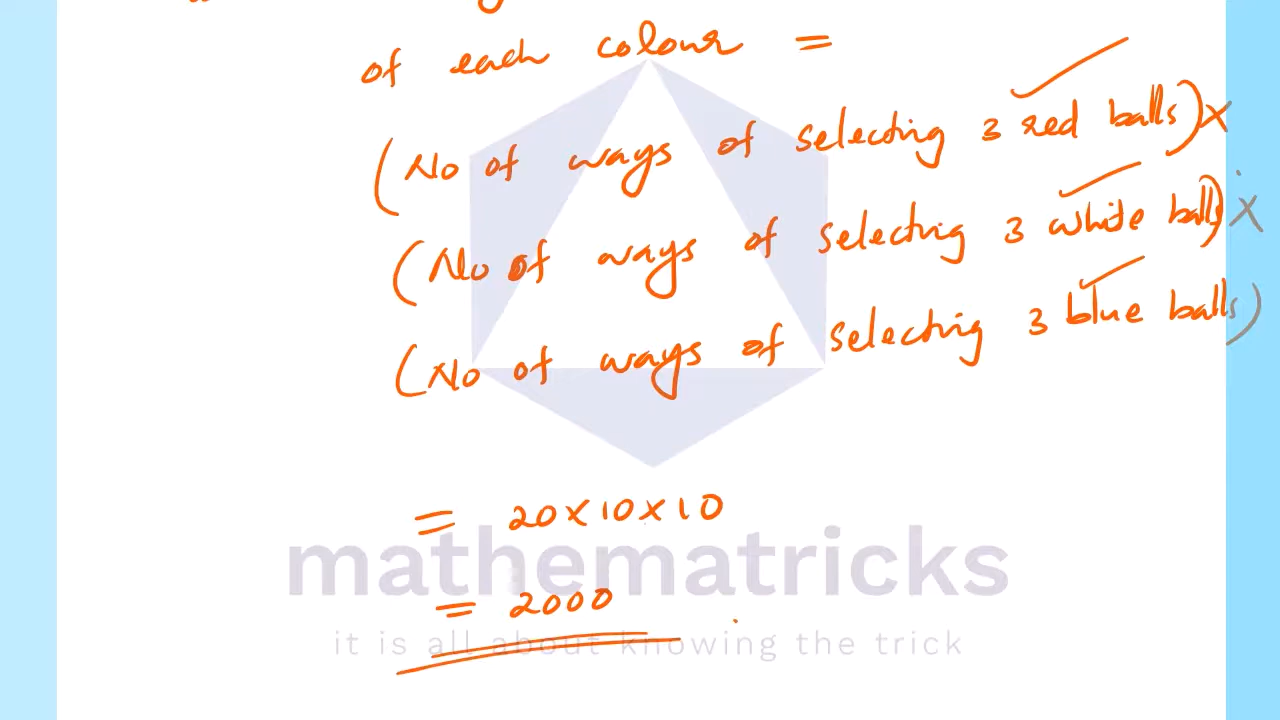 of each colour =
(No of ways of selecting 3 red balls) ×
(No of ways of selecting 3 white balls) ×
(No of ways of selecting 3 blue balls)
= 20 × 10 × 10
mathematricks
= 2000
it is all about knowing the trick